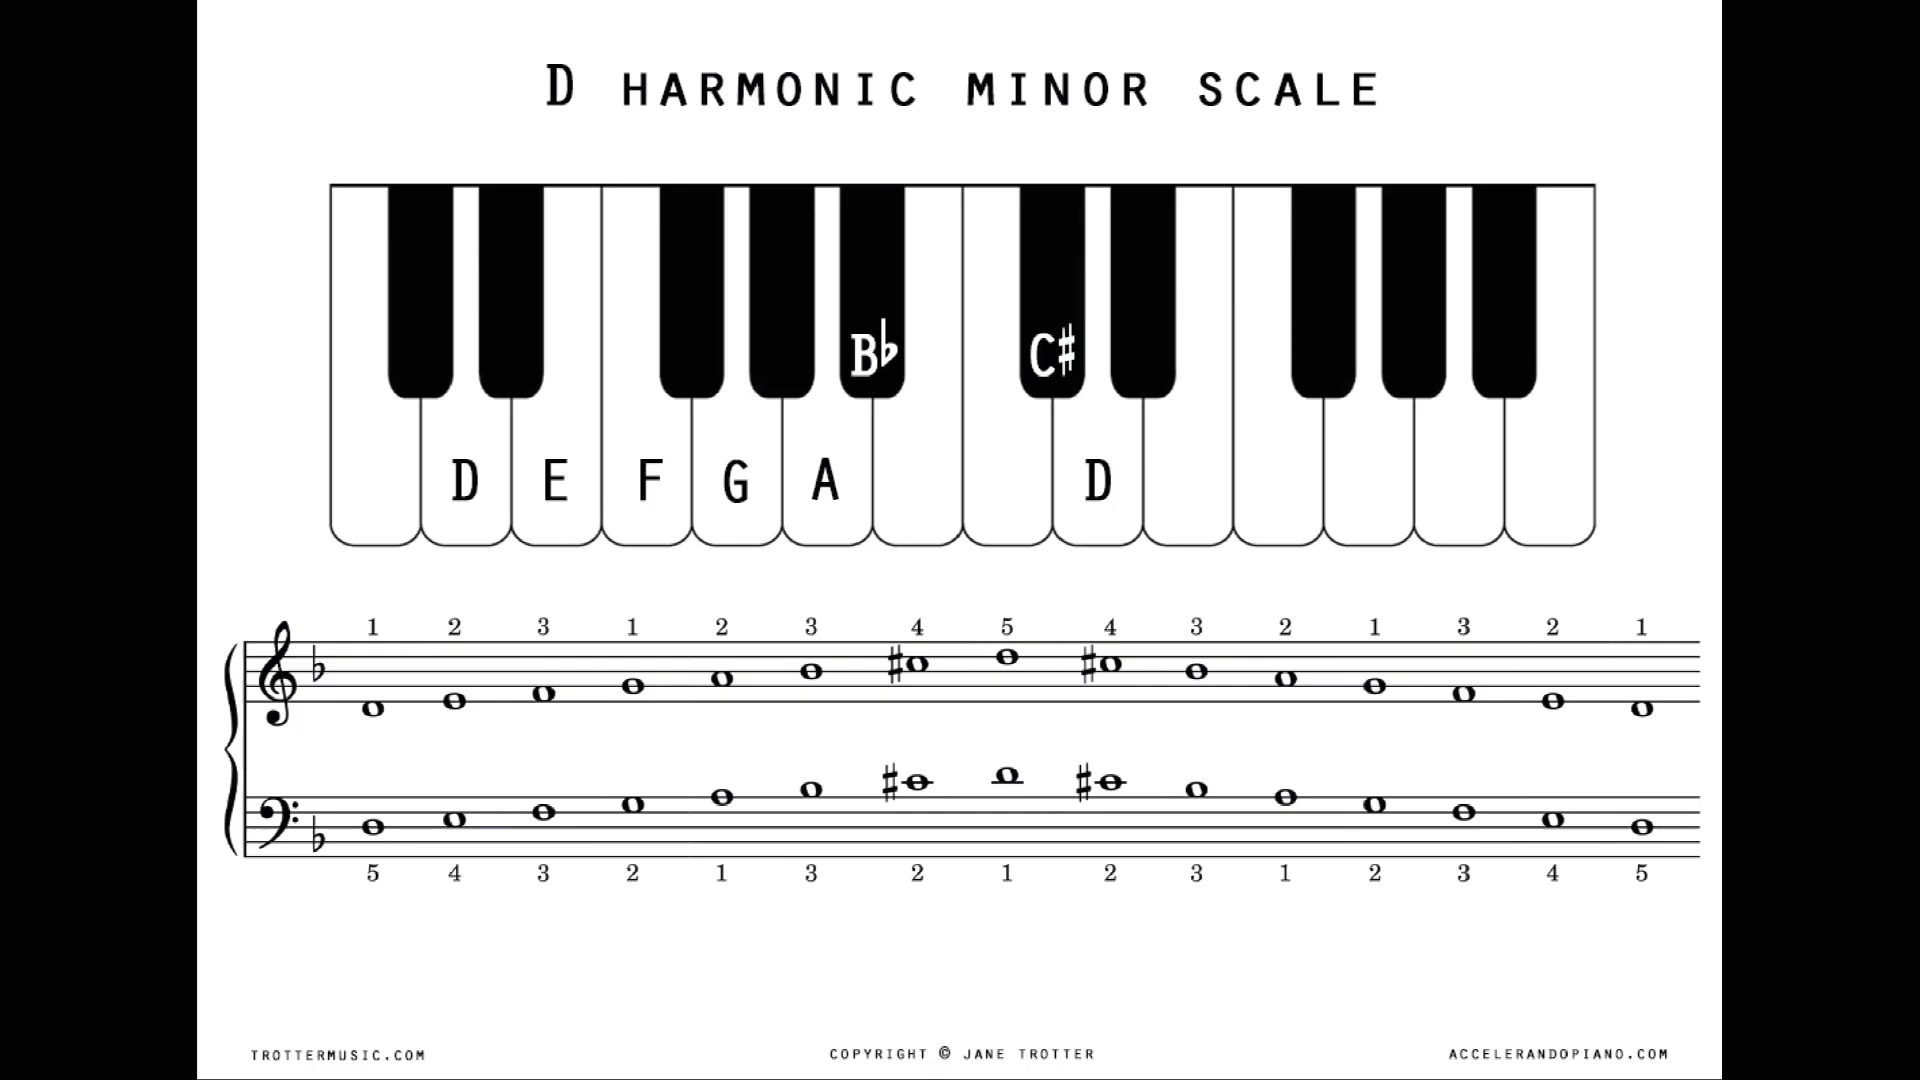 D HARMONIC MINOR SCALE
B♭ C♯
D E F G A D
1 2 3 1 2 3 4 5 4 3 2 1 3 2 1
5 4 3 2 1 3 2 1 2 3 1 2 3 4 5
TROTTERMUSIC.COM COPYRIGHT © JANE TROTTER ACCELERANDOPIANO.COM